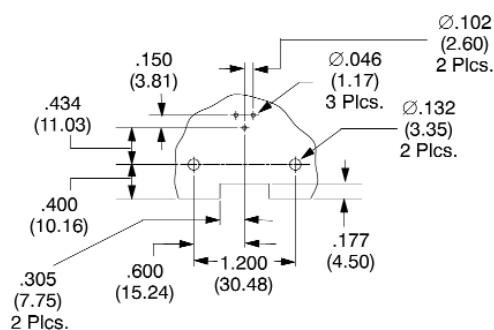 Ø.102
(2.60)
2 Plcs.
.150
(3.81)
Ø.046
(1.17)
3 Plcs.
.434
(11.03)
Ø.132
(3.35)
2 Plcs.
.400
(10.16)
.177
(4.50)
.305
(7.75)
2 Plcs.
.600
(15.24)
1.200
(30.48)